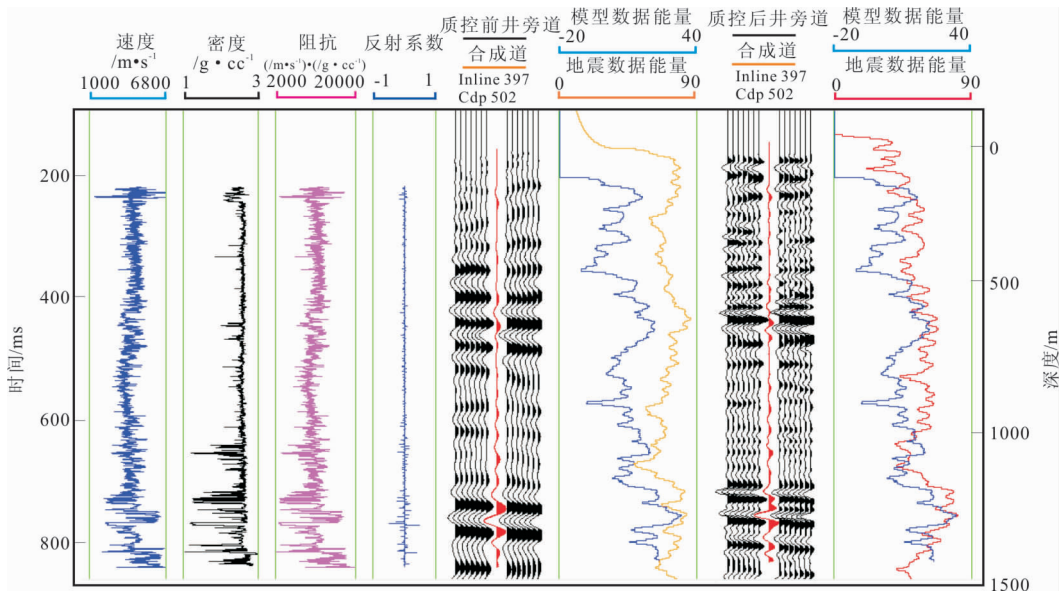 速度
/m•s⁻¹
1000 6800
密度
/g • cc⁻¹
1 3
阻抗
(/m•s⁻¹)•(/g • cc⁻¹)
2000 20000
反射系数
-1 1
质控前井旁道
合成道
Inline 397
Cdp 502
模型数据能量
-20 40
地震数据能量
0 90
质控后井旁道
合成道
Inline 397
Cdp 502
模型数据能量
-20 40
地震数据能量
0 90
时间/ms
200
400
600
800
深度/m
0
500
1000
1500